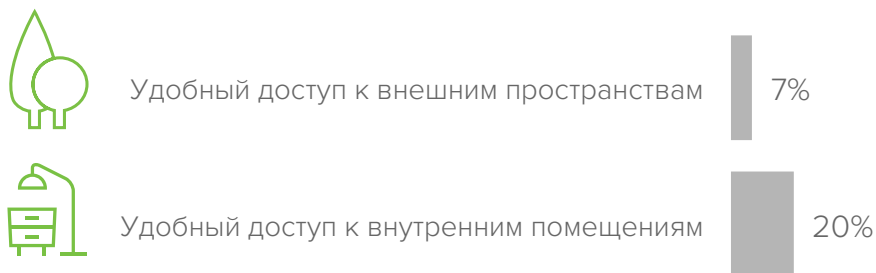 Удобный доступ к внешним пространствам 7%
Удобный доступ к внутренним помещениям 20%